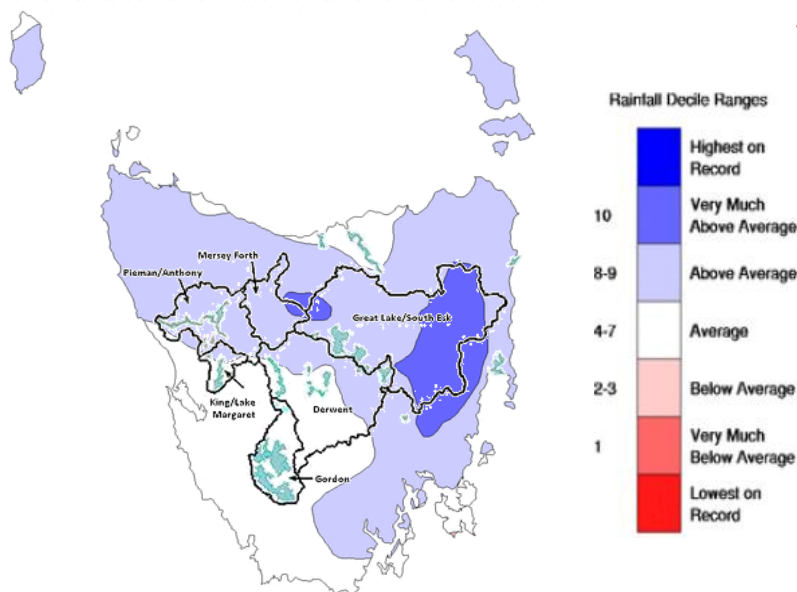 Mersey Forth
Pieman/Anthony
Great Lake/South Esk
King/Lake
Margaret
Derwent
Gordon
Rainfall Decile Ranges
Highest on
Record
10
Very Much
Above Average
8-9
Above Average
4-7
Average
2-3
Below Average
1
Very Much
Below Average
Lowest on
Record